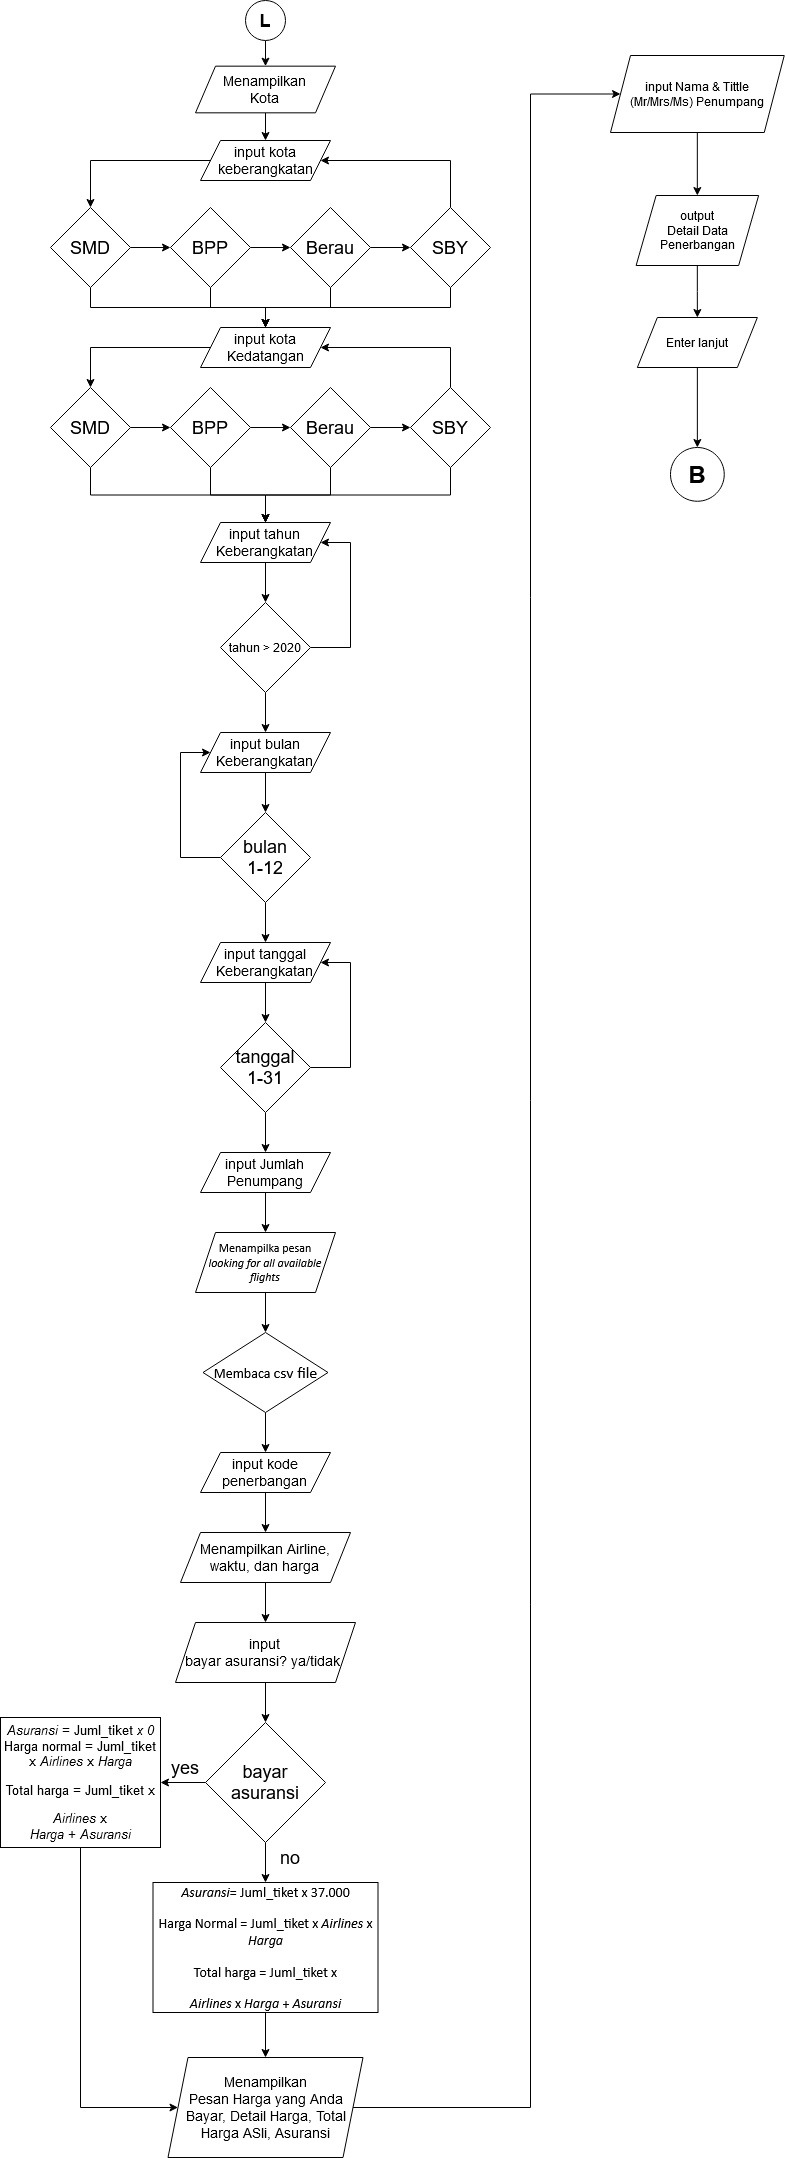 L
Menampilkan
Kota
input kota
keberangkatan
SMD
BPP
Berau
SBY
input kota
Kedatangan
SMD
BPP
Berau
SBY
input tahun
Keberangkatan
tahun > 2020
input bulan
Keberangkatan
bulan
1-12
input tanggal
Keberangkatan
tanggal
1-31
input Jumlah
Penumpang
Menampilka pesan
looking for all available
flights
Membaca csv file
input kode
penerbangan
Menampilkan Airline,
waktu, dan harga
input
bayar asuransi? ya/tidak
bayar
asuransi
yes
Asuransi = Juml_tiket x 0
Harga normal = Juml_tiket
x Airlines x Harga
Total harga = Juml_tiket x
Airlines x
Harga + Asuransi
no
Asuransi= Juml_tiket x 37.000
Harga Normal = Juml_tiket x Airlines x
Harga
Total harga = Juml_tiket x
Airlines x Harga + Asuransi
Menampilkan
Pesan Harga yang Anda
Bayar, Detail Harga, Total
Harga ASli, Asuransi
input Nama & Tittle
(Mr/Mrs/Ms) Penumpang
output
Detail Data
Penerbangan
Enter lanjut
B